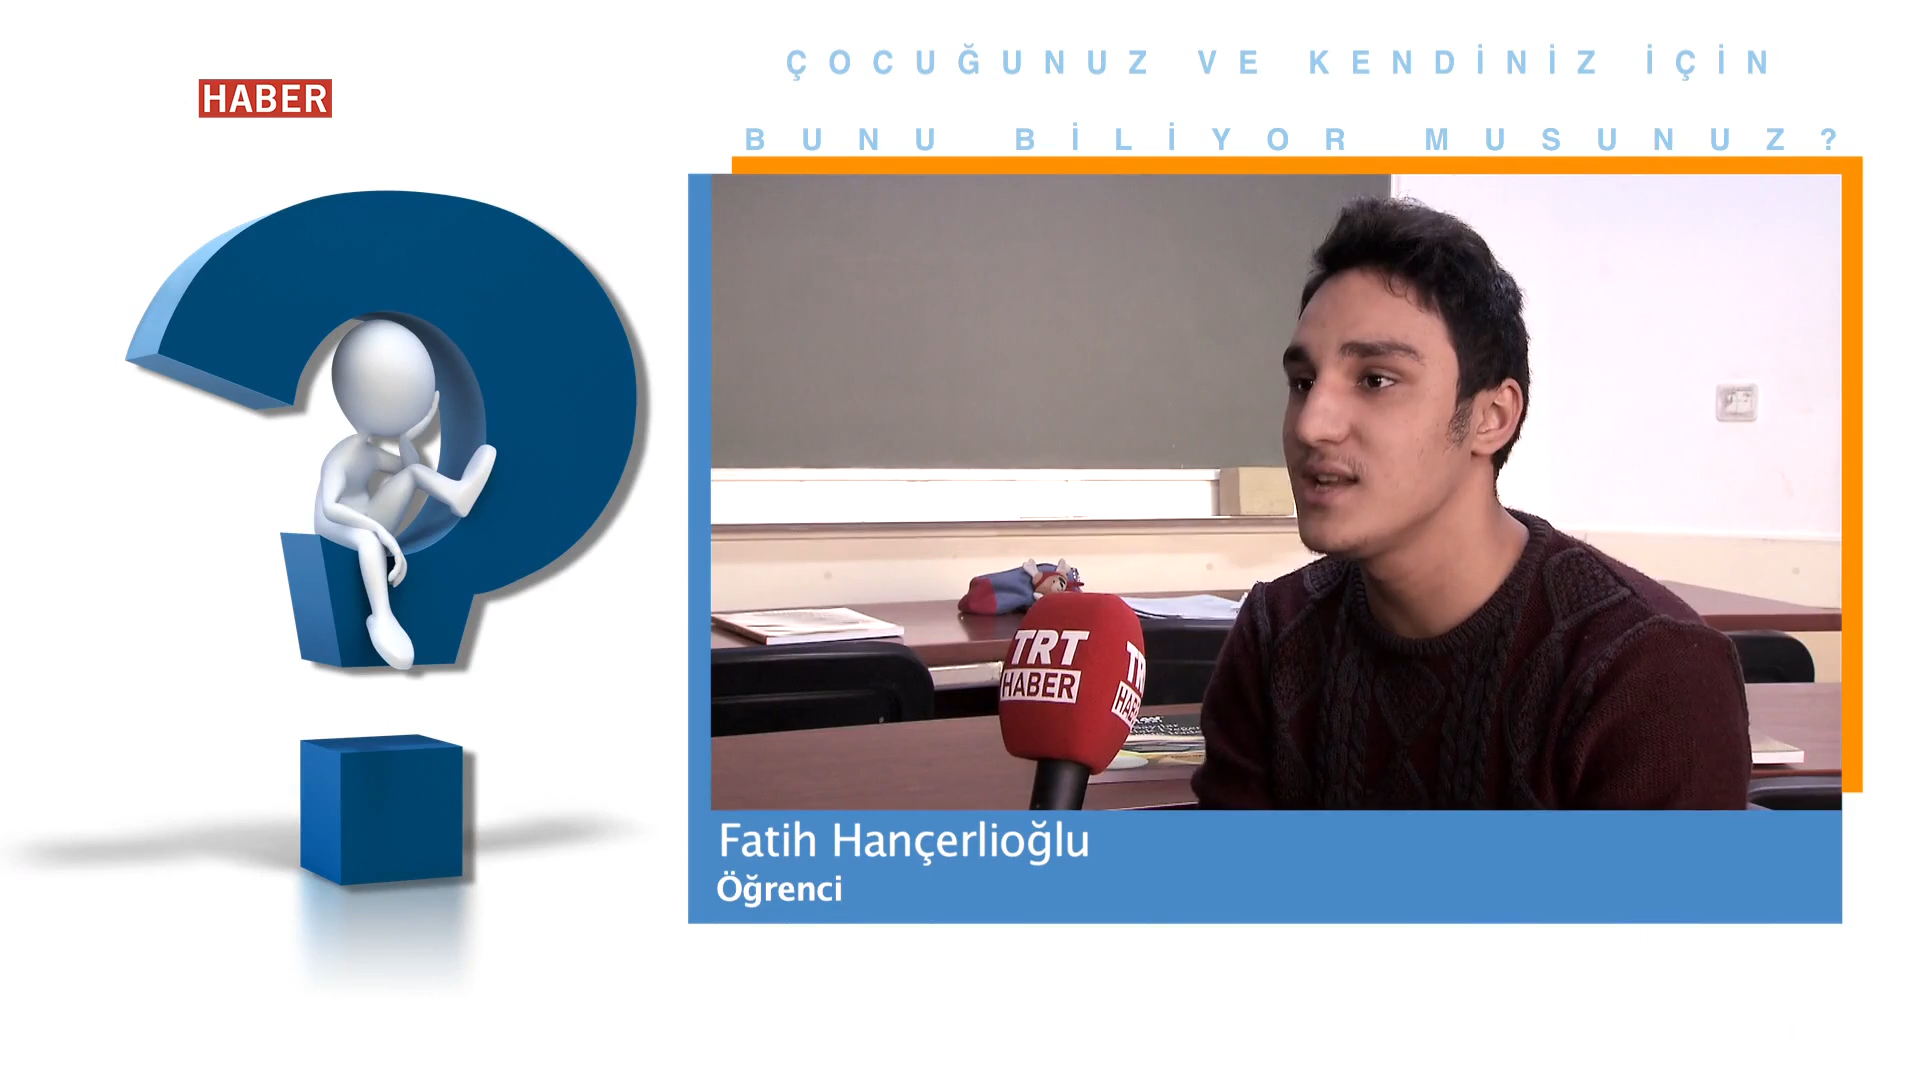 HABER
ÇOCUĞUNUZ VE KENDİNİZ İÇİN
BUNU BİLİYOR MUSUNUZ?
TRT
HABER
Fatih Hançerlioğlu
Öğrenci